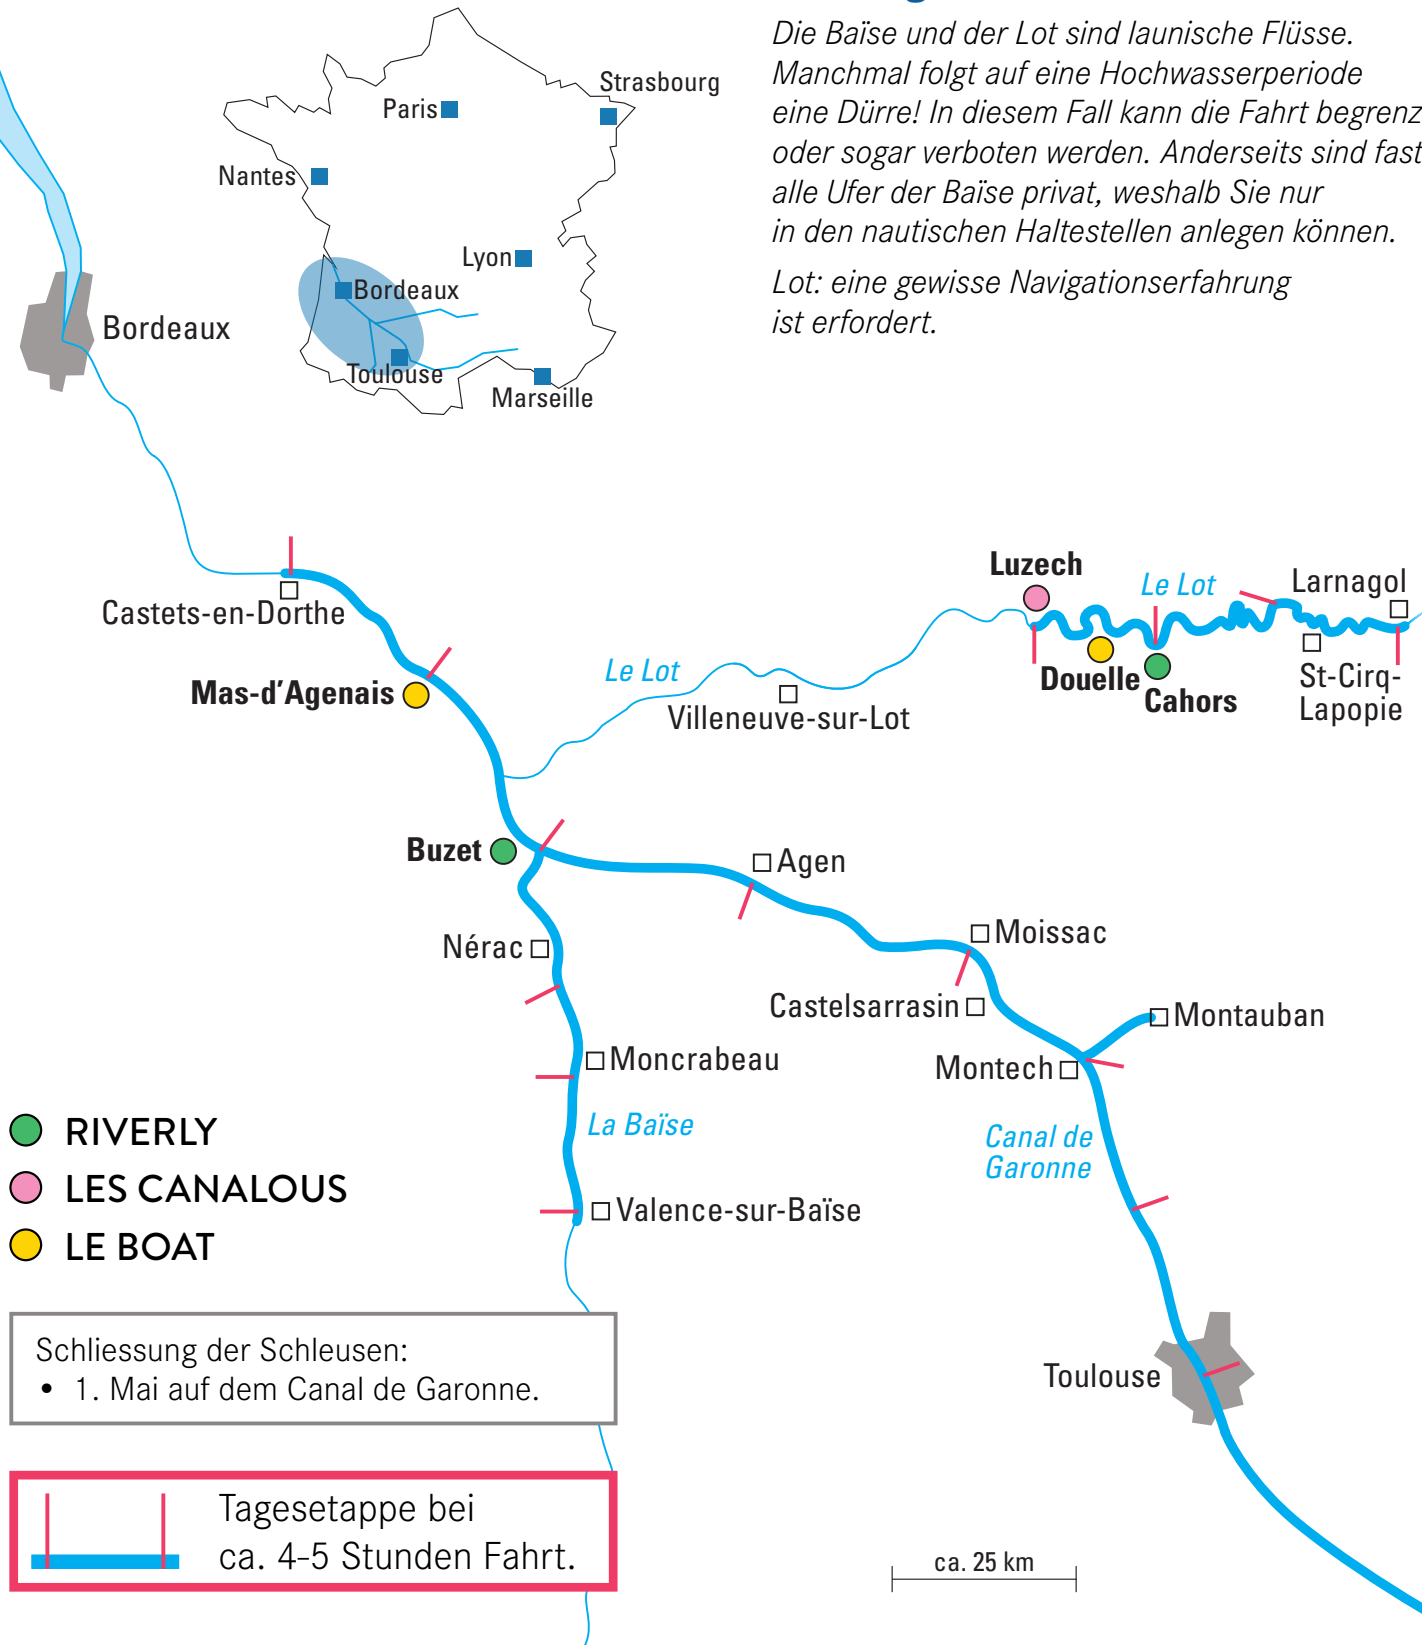 Die Baïse und der Lot sind launische Flüsse.
Manchmal folgt auf eine Hochwasserperiode
eine Dürre! In diesem Fall kann die Fahrt begrenz
oder sogar verboten werden. Anderseits sind fast
alle Ufer der Baïse privat, weshalb Sie nur
in den nautischen Haltestellen anlegen können.
Lot: eine gewisse Navigationserfahrung
ist erfordert.
Strasbourg
Paris
Nantes
Lyon
Bordeaux
Toulouse
Marseille
Bordeaux
Castets-en-Dorthe
Mas-d'Agenais
Le Lot
Villeneuve-sur-Lot
Luzech
Le Lot
Larnagol
Douelle
Cahors
St-Cirq-
Lapopie
Buzet
Agen
Nérac
Moissac
Castelsarrasin
Montauban
Moncrabeau
Montech
La Baïse
Canal de
Garonne
Valence-sur-Baïse
Toulouse
RIVERLY
LES CANALOUS
LE BOAT
Schliessung der Schleusen:
• 1. Mai auf dem Canal de Garonne.
Tagesetappe bei
ca. 4-5 Stunden Fahrt.
ca. 25 km